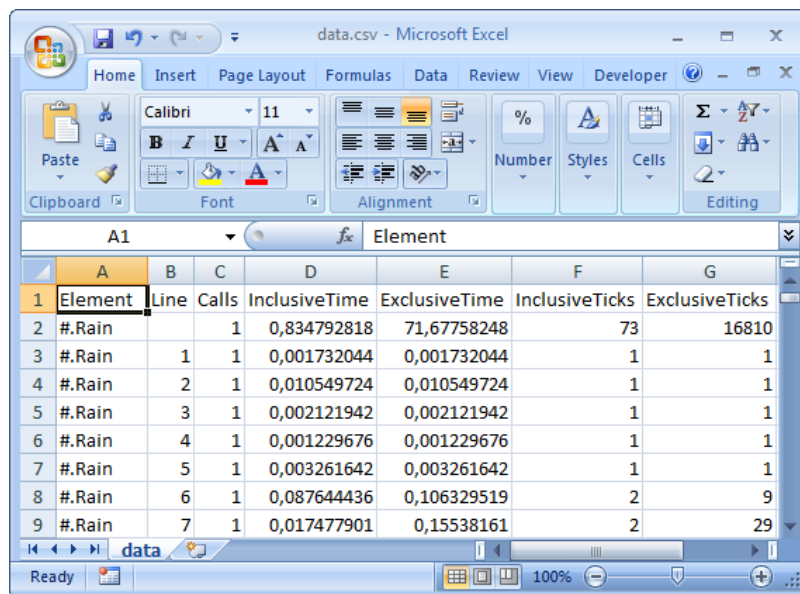 data.csv - Microsoft Excel
Home Insert Page Layout Formulas Data Review View Developer
Calibri 11
B I U A A A
Paste
% Number
A Styles
Cells
Σ A Z
Clipboard Font Alignment Editing
A1 fx Element
A B C D E F G
1 Element Line Calls InclusiveTime ExclusiveTime InclusiveTicks ExclusiveTicks
2 #.Rain 1 0,834792818 71,67758248 73 16810
3 #.Rain 1 1 0,001732044 0,001732044 1 1
4 #.Rain 2 1 0,010549724 0,010549724 1 1
5 #.Rain 3 1 0,002121942 0,002121942 1 1
6 #.Rain 4 1 0,001229676 0,001229676 1 1
7 #.Rain 5 1 0,003261642 0,003261642 1 1
8 #.Rain 6 1 0,087644436 0,106329519 2 9
9 #.Rain 7 1 0,017477901 0,15538161 2 29
data
Ready 100%